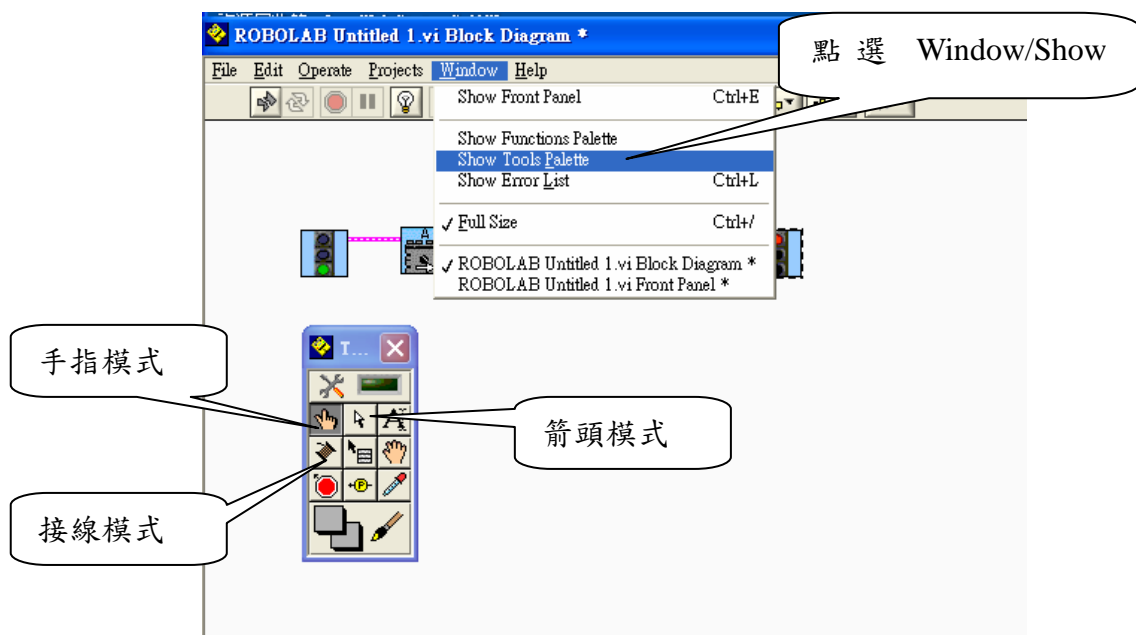 ROBOLAB Untitled 1.vi Block Diagram *
點選 Window/Show
File Edit Operate Projects Window Help
Show Front Panel Ctrl+E
Show Functions Palette
Show Tools Palette
Show Error List Ctrl+L
✓ Full Size Ctrl+/
✓ ROBOLAB Untitled 1.vi Block Diagram *
ROBOLAB Untitled 1.vi Front Panel *
A
T...
手指模式
箭頭模式
接線模式